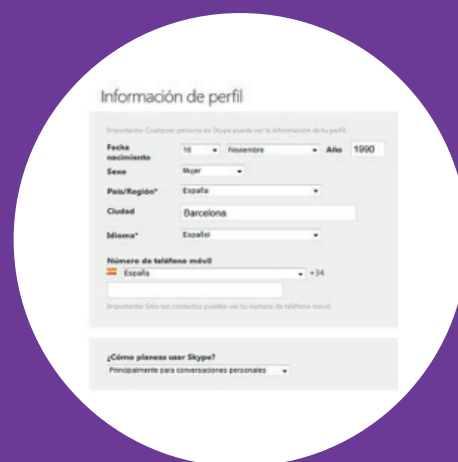 Información de perfil
Importante: Cualquier persona en Skype puede ver la información de tu perfil.
Fecha nacimiento 16 Noviembre Año 1990
Sexo Mujer
País/Región* España
Ciudad Barcelona
Idioma* Español
Número de teléfono móvil
España +34
Importante: Solo tus contactos pueden ver tu número de teléfono móvil.
¿Cómo planeas usar Skype?
Principalmente para conversaciones personales